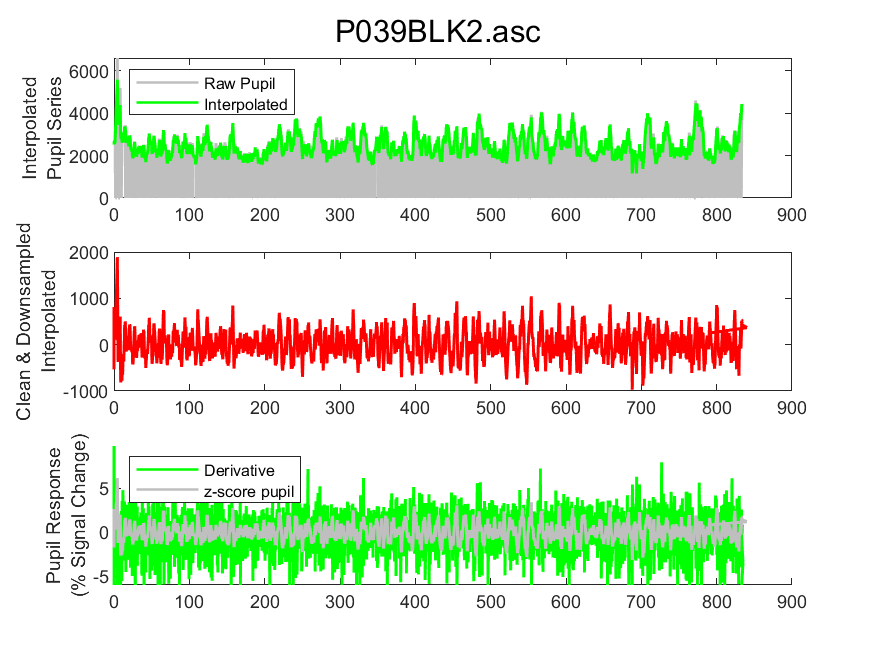 P039BLK2.asc
Interpolated
Pupil Series
6000
4000
2000
0
Raw Pupil
Interpolated
0 100 200 300 400 500 600 700 800 900
Clean & Downsampled
Interpolated
2000
1000
0
-1000
0 100 200 300 400 500 600 700 800 900
Pupil Response
(% Signal Change)
5
0
-5
Derivative
z-score pupil
0 100 200 300 400 500 600 700 800 900